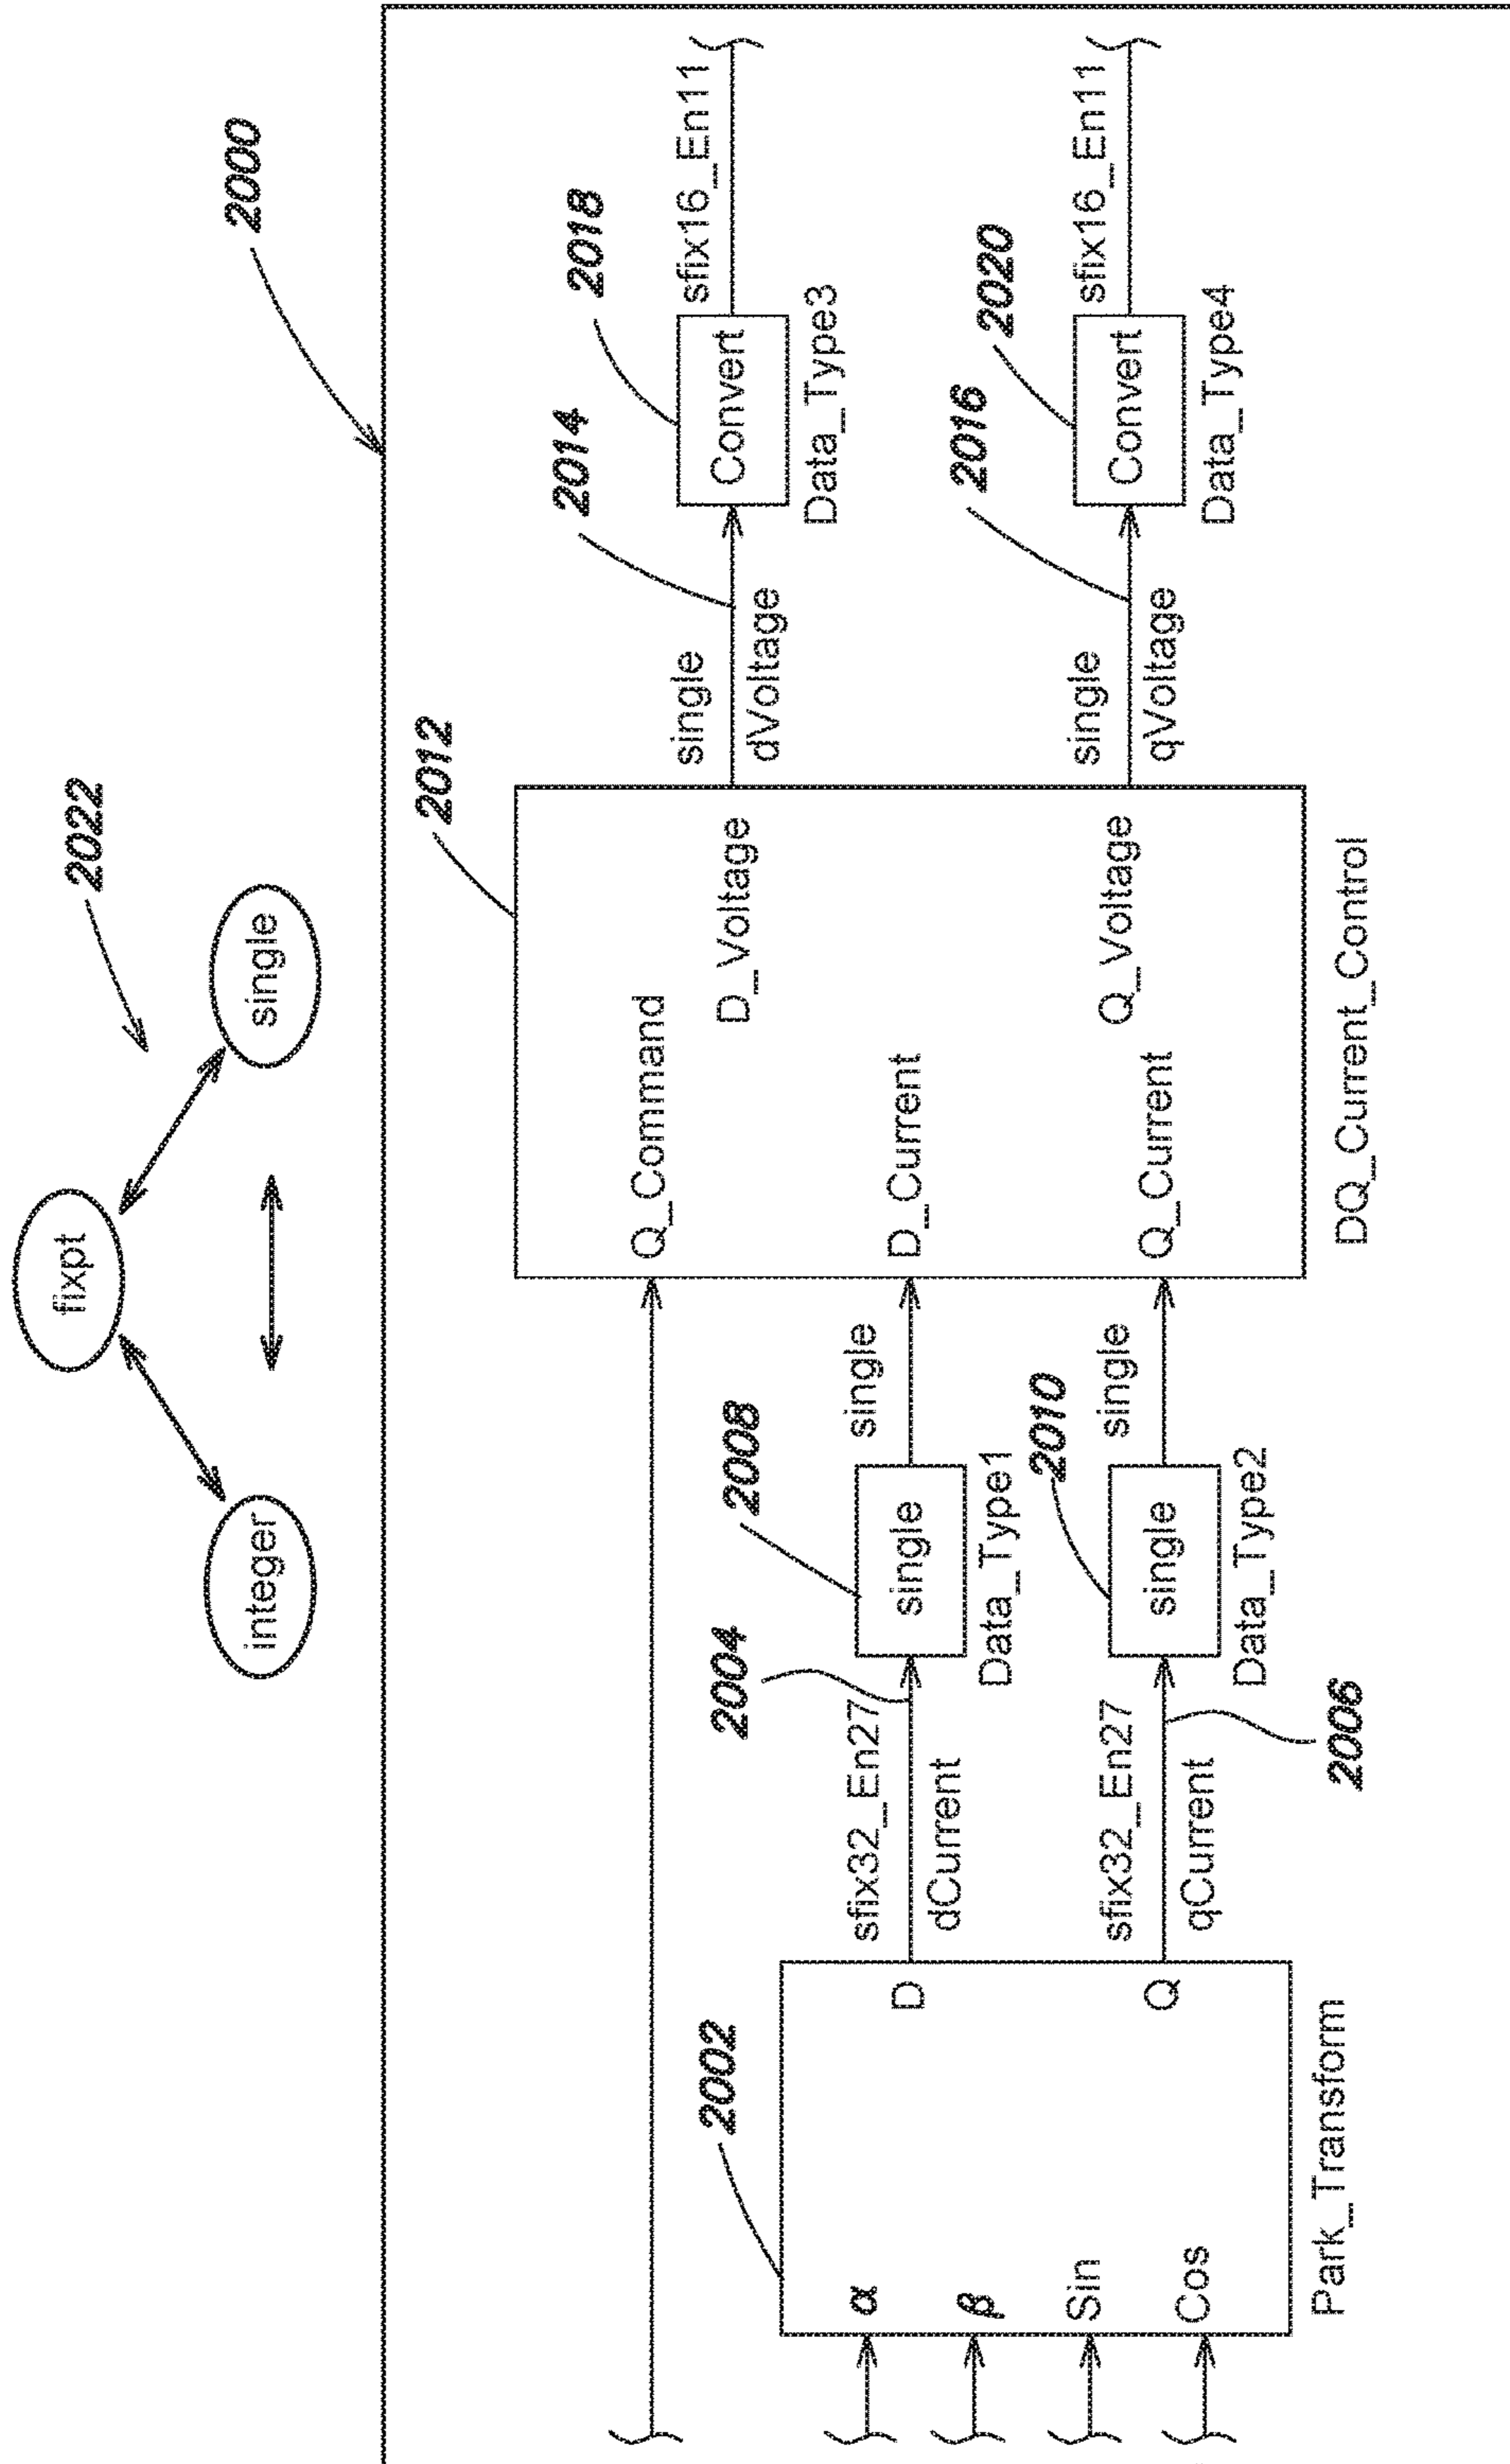 2022
fixpt
integer
single
2000
2012
Q_Command
D_Voltage
D_Current
Q_Voltage
Q_Current
DQ_Current_Control
2002
α
β
Sin
Cos
D
Q
Park_Transform
sfix32_En27
dCurrent
2004
2008
single
Data_Type1
single
sfix32_En27
qCurrent
2006
2010
single
Data_Type2
single
single
dVoltage
2014
2018
Convert
Data_Type3
sfix16_En11
single
qVoltage
2016
2020
Convert
Data_Type4
sfix16_En11